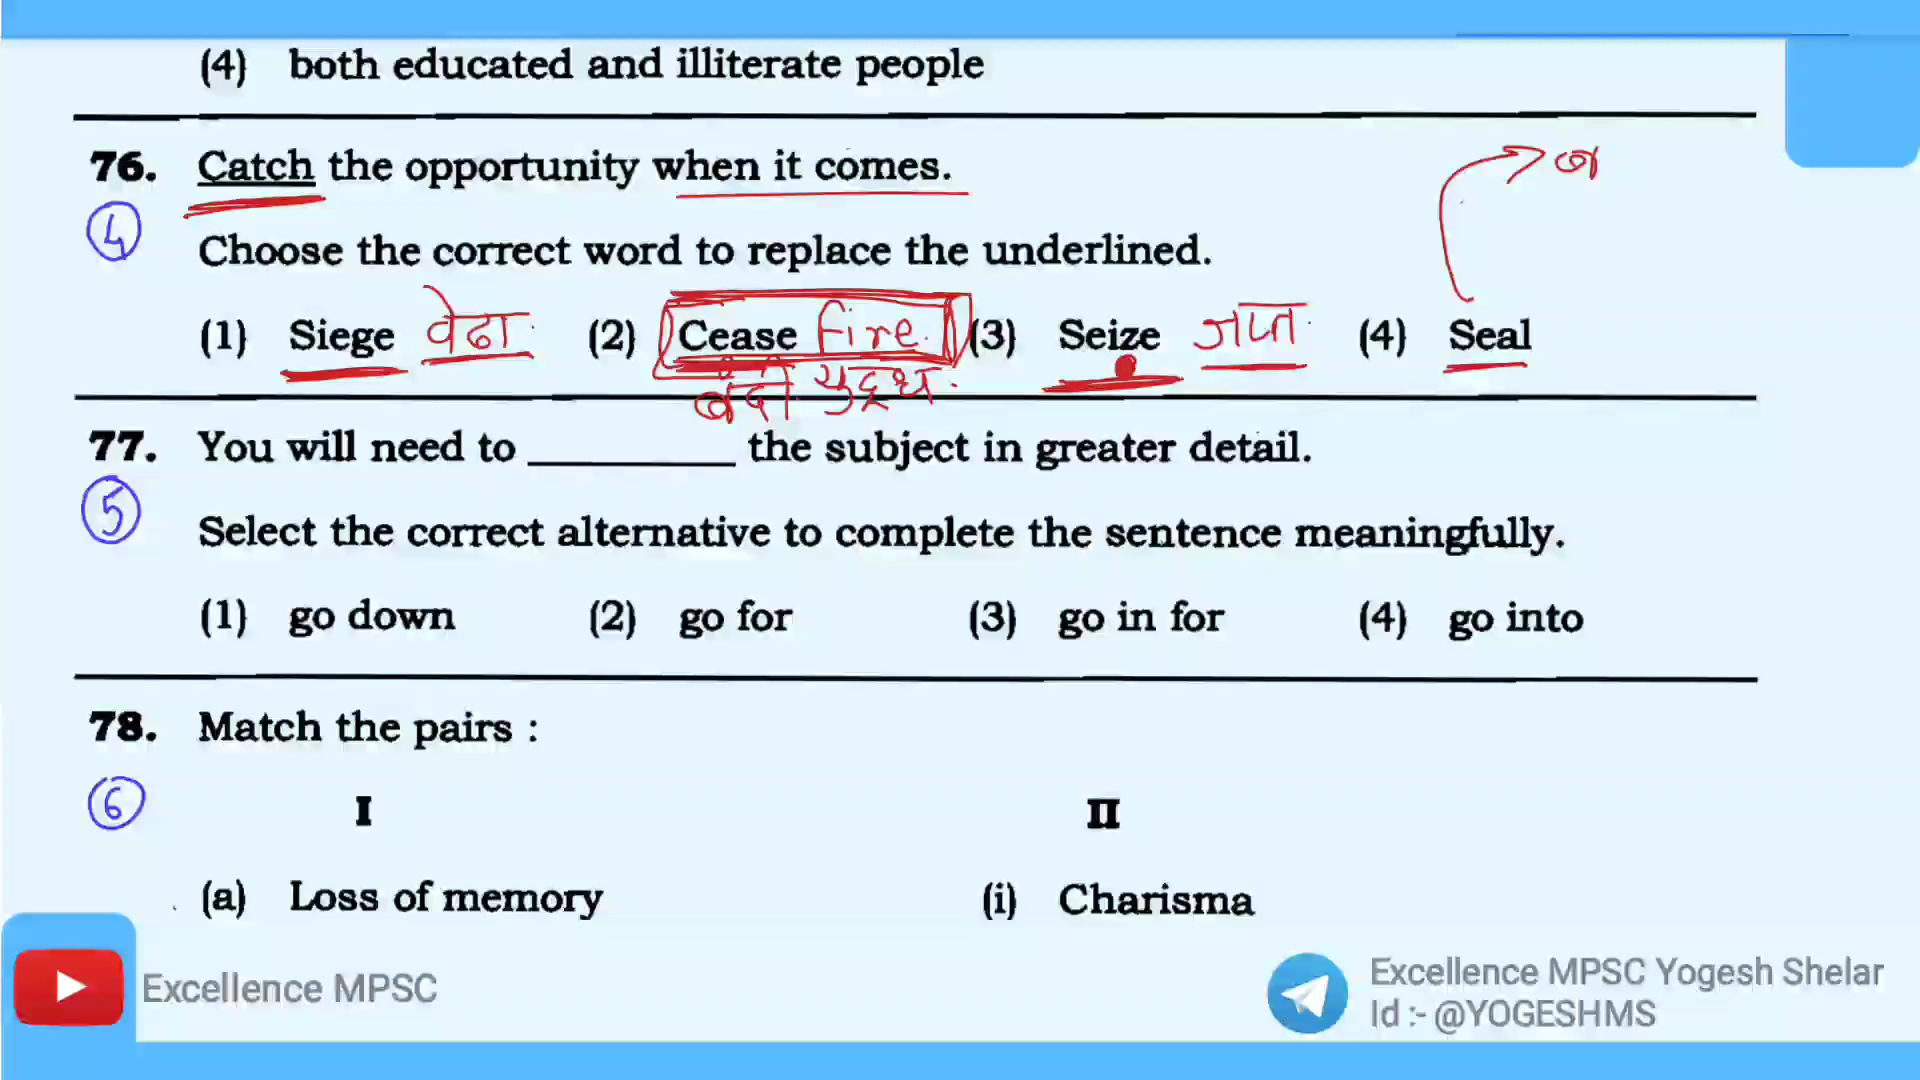 (4) both educated and illiterate people
76. Catch the opportunity when it comes.
4
Choose the correct word to replace the underlined.
(1) Siege वेढा (2) Cease fire (3) Seize जप्त (4) Seal
77. You will need to ________ the subject in greater detail.
5
Select the correct alternative to complete the sentence meaningfully.
(1) go down (2) go for (3) go in for (4) go into
78. Match the pairs :
6
I II
(a) Loss of memory (i) Charisma
Excellence MPSC
Excellence MPSC Yogesh Shelar
Id :- @YOGESHMS